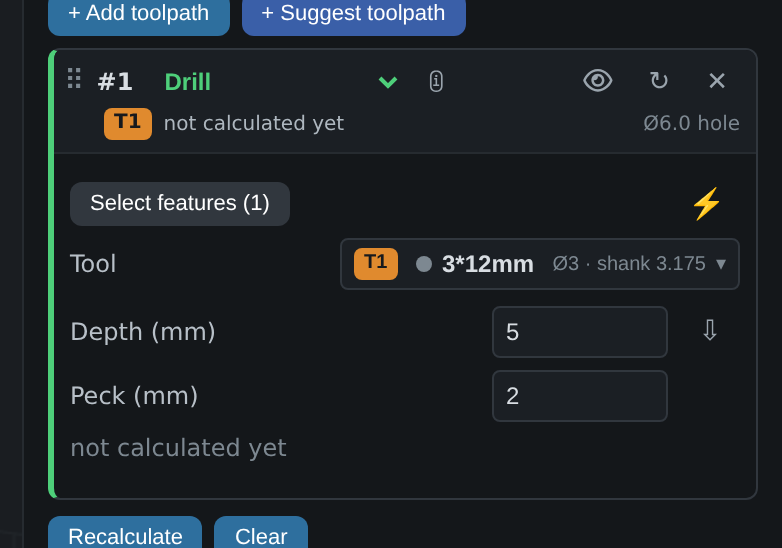 + Add toolpath + Suggest toolpath
#1 Drill
T1 not calculated yet Ø6.0 hole
Select features (1)
Tool T1 3*12mm Ø3 · shank 3.175
Depth (mm) 5
Peck (mm) 2
not calculated yet
Recalculate Clear